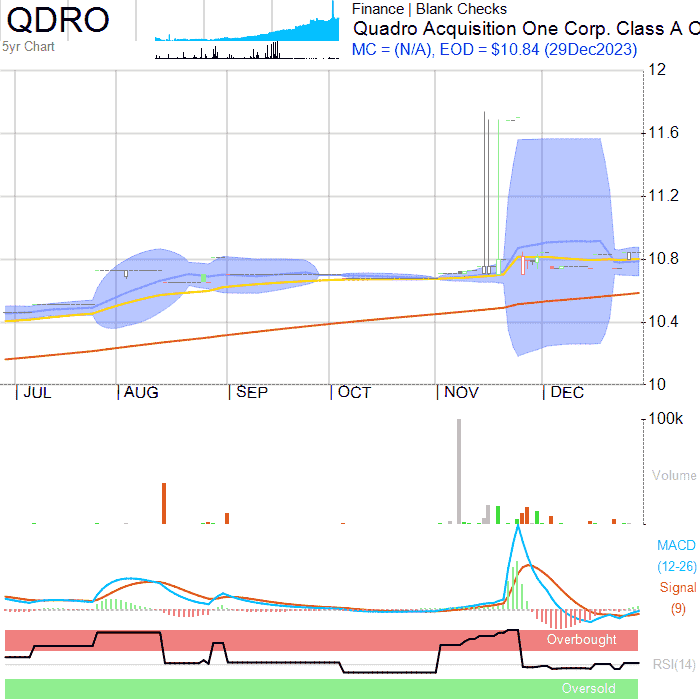 QDRO
5yr Chart
Finance | Blank Checks
Quadro Acquisition One Corp. Class A O
MC = (N/A), EOD = $10.84 (29Dec2023)
12
11.6
11.2
10.8
10.4
10
JUL AUG SEP OCT NOV DEC
100k
Volume
MACD
(12-26)
Signal
(9)
Overbought
RSI(14)
Oversold